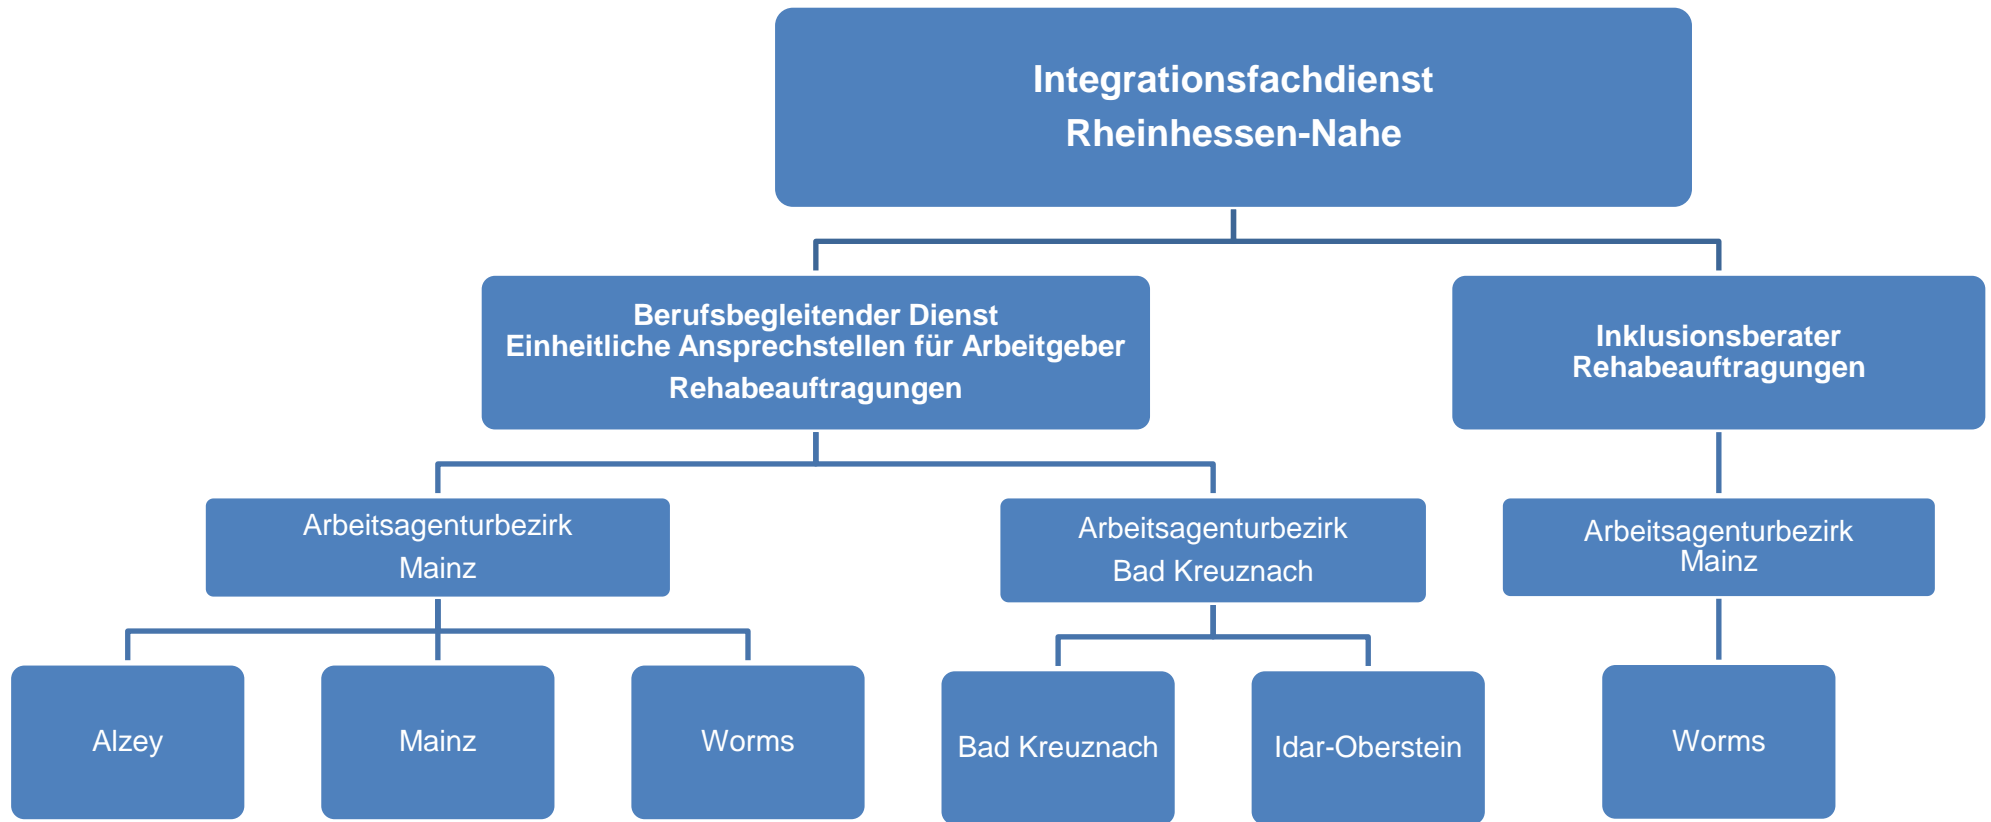 Integrationsfachdienst
Rheinhessen-Nahe
Berufsbegleitender Dienst
Einheitliche Ansprechstellen für Arbeitgeber
Rehabeauftragungen
Inklusionsberater
Rehabeauftragungen
Arbeitsagenturbezirk
Mainz
Arbeitsagenturbezirk
Bad Kreuznach
Arbeitsagenturbezirk
Mainz
Alzey
Mainz
Worms
Bad Kreuznach
Idar-Oberstein
Worms